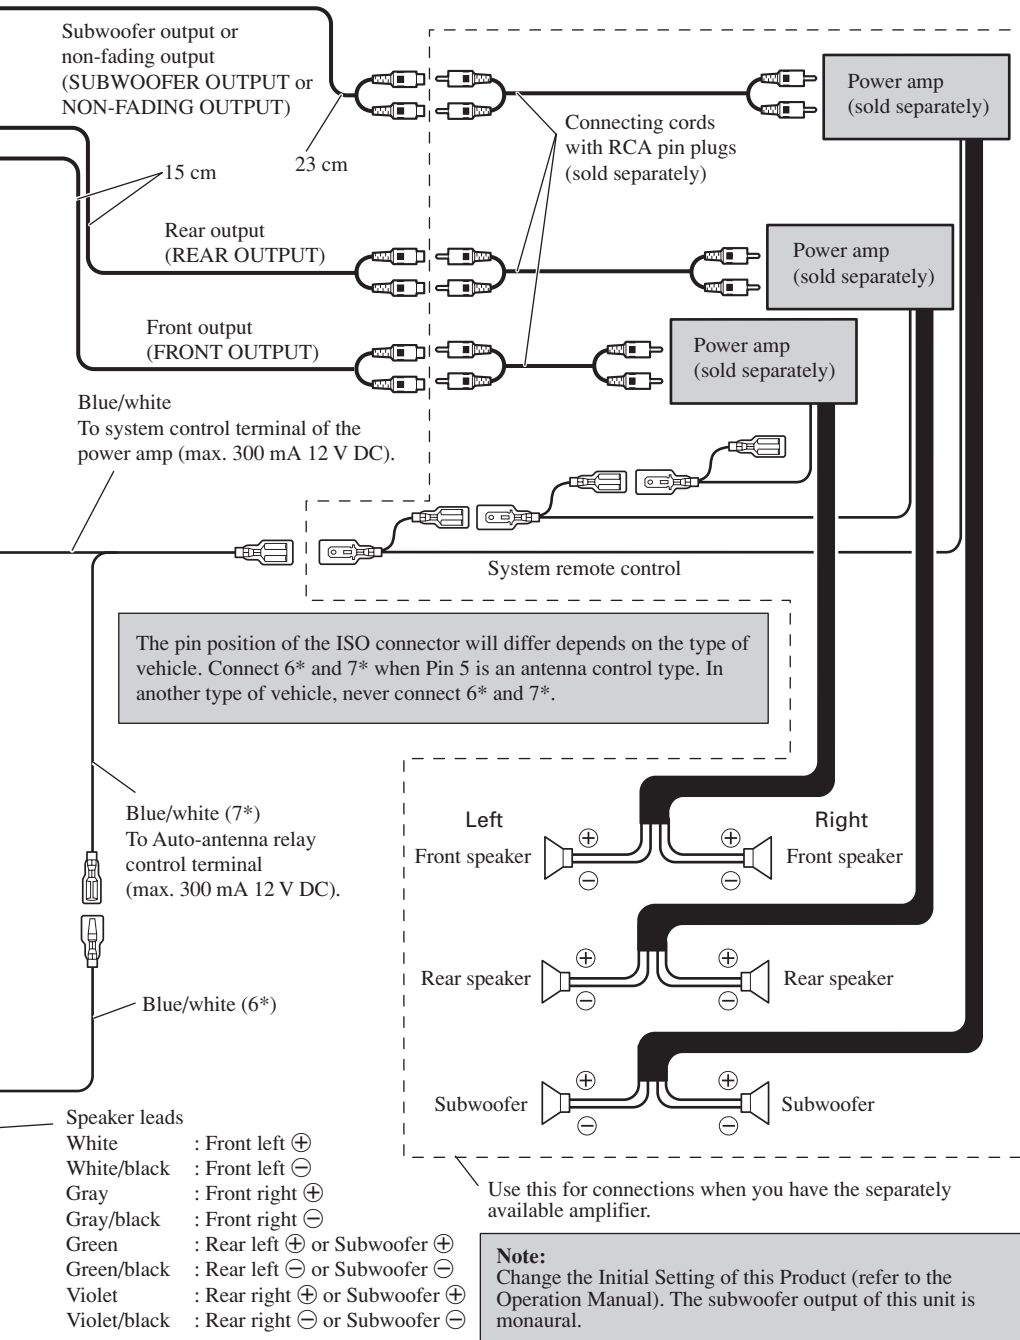 Subwoofer output or
non-fading output
(SUBWOOFER OUTPUT or
NON-FADING OUTPUT)
23 cm
15 cm
Connecting cords
with RCA pin plugs
(sold separately)
Power amp
(sold separately)
Rear output
(REAR OUTPUT)
Power amp
(sold separately)
Front output
(FRONT OUTPUT)
Power amp
(sold separately)
Blue/white
To system control terminal of the
power amp (max. 300 mA 12 V DC).
System remote control
The pin position of the ISO connector will differ depends on the type of
vehicle. Connect 6* and 7* when Pin 5 is an antenna control type. In
another type of vehicle, never connect 6* and 7*.
Blue/white (7*)
To Auto-antenna relay
control terminal
(max. 300 mA 12 V DC).
Blue/white (6*)
Left
Right
Front speaker
⊕
⊖
⊕
⊖
Front speaker
Rear speaker
⊕
⊖
⊕
⊖
Rear speaker
Subwoofer
⊕
⊖
⊕
⊖
Subwoofer
Speaker leads
White : Front left ⊕
White/black : Front left ⊖
Gray : Front right ⊕
Gray/black : Front right ⊖
Green : Rear left ⊕ or Subwoofer ⊕
Green/black : Rear left ⊖ or Subwoofer ⊖
Violet : Rear right ⊕ or Subwoofer ⊕
Violet/black : Rear right ⊖ or Subwoofer ⊖
Use this for connections when you have the separately
available amplifier.
Note:
Change the Initial Setting of this Product (refer to the
Operation Manual). The subwoofer output of this unit is
monaural.